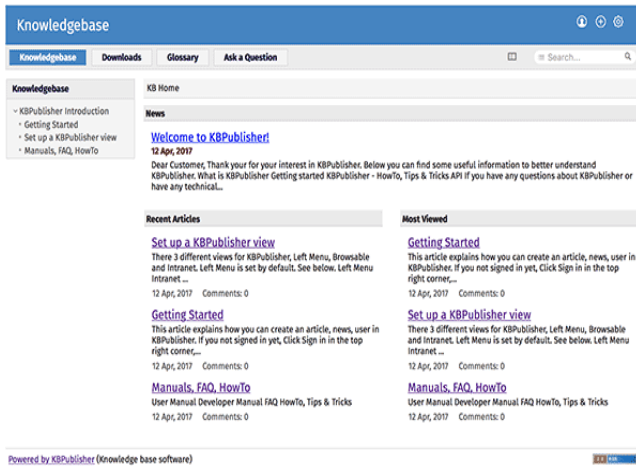 Knowledgebase
Knowledgebase Downloads Glossary Ask a Question Search...
Knowledgebase
KBPublisher Introduction
Getting Started
Set up a KBPublisher view
Manuals, FAQ, HowTo
KB Home
News
Welcome to KBPublisher!
12 Apr, 2017
Dear Customer, Thank your for your interest in KBPublisher. Below you can find some useful information to better understand
KBPublisher. What is KBPublisher Getting started KBPublisher - HowTo, Tips & Tricks API If you have any questions about KBPublisher or
have any technical...
Recent Articles
Set up a KBPublisher view
There 3 different views for KBPublisher, Left Menu, Browsable
and Intranet. Left Menu is set by default. See below. Left Menu
Intranet ...
12 Apr, 2017 Comments: 0
Getting Started
This article explains how you can create an article, news, user in
KBPublisher. If you not signed in yet, Click Sign in in the top
right corner,...
12 Apr, 2017 Comments: 0
Manuals, FAQ, HowTo
User Manual Developer Manual FAQ HowTo, Tips & Tricks
12 Apr, 2017 Comments: 0
Most Viewed
Getting Started
This article explains how you can create an article, news, user in
KBPublisher. If you not signed in yet, Click Sign in in the top
right corner,...
12 Apr, 2017 Comments: 0
Set up a KBPublisher view
There 3 different views for KBPublisher, Left Menu, Browsable
and Intranet. Left Menu is set by default. See below. Left Menu
Intranet ...
12 Apr, 2017 Comments: 0
Manuals, FAQ, HowTo
User Manual Developer Manual FAQ HowTo, Tips & Tricks
12 Apr, 2017 Comments: 0
Powered by KBPublisher (Knowledge base software)